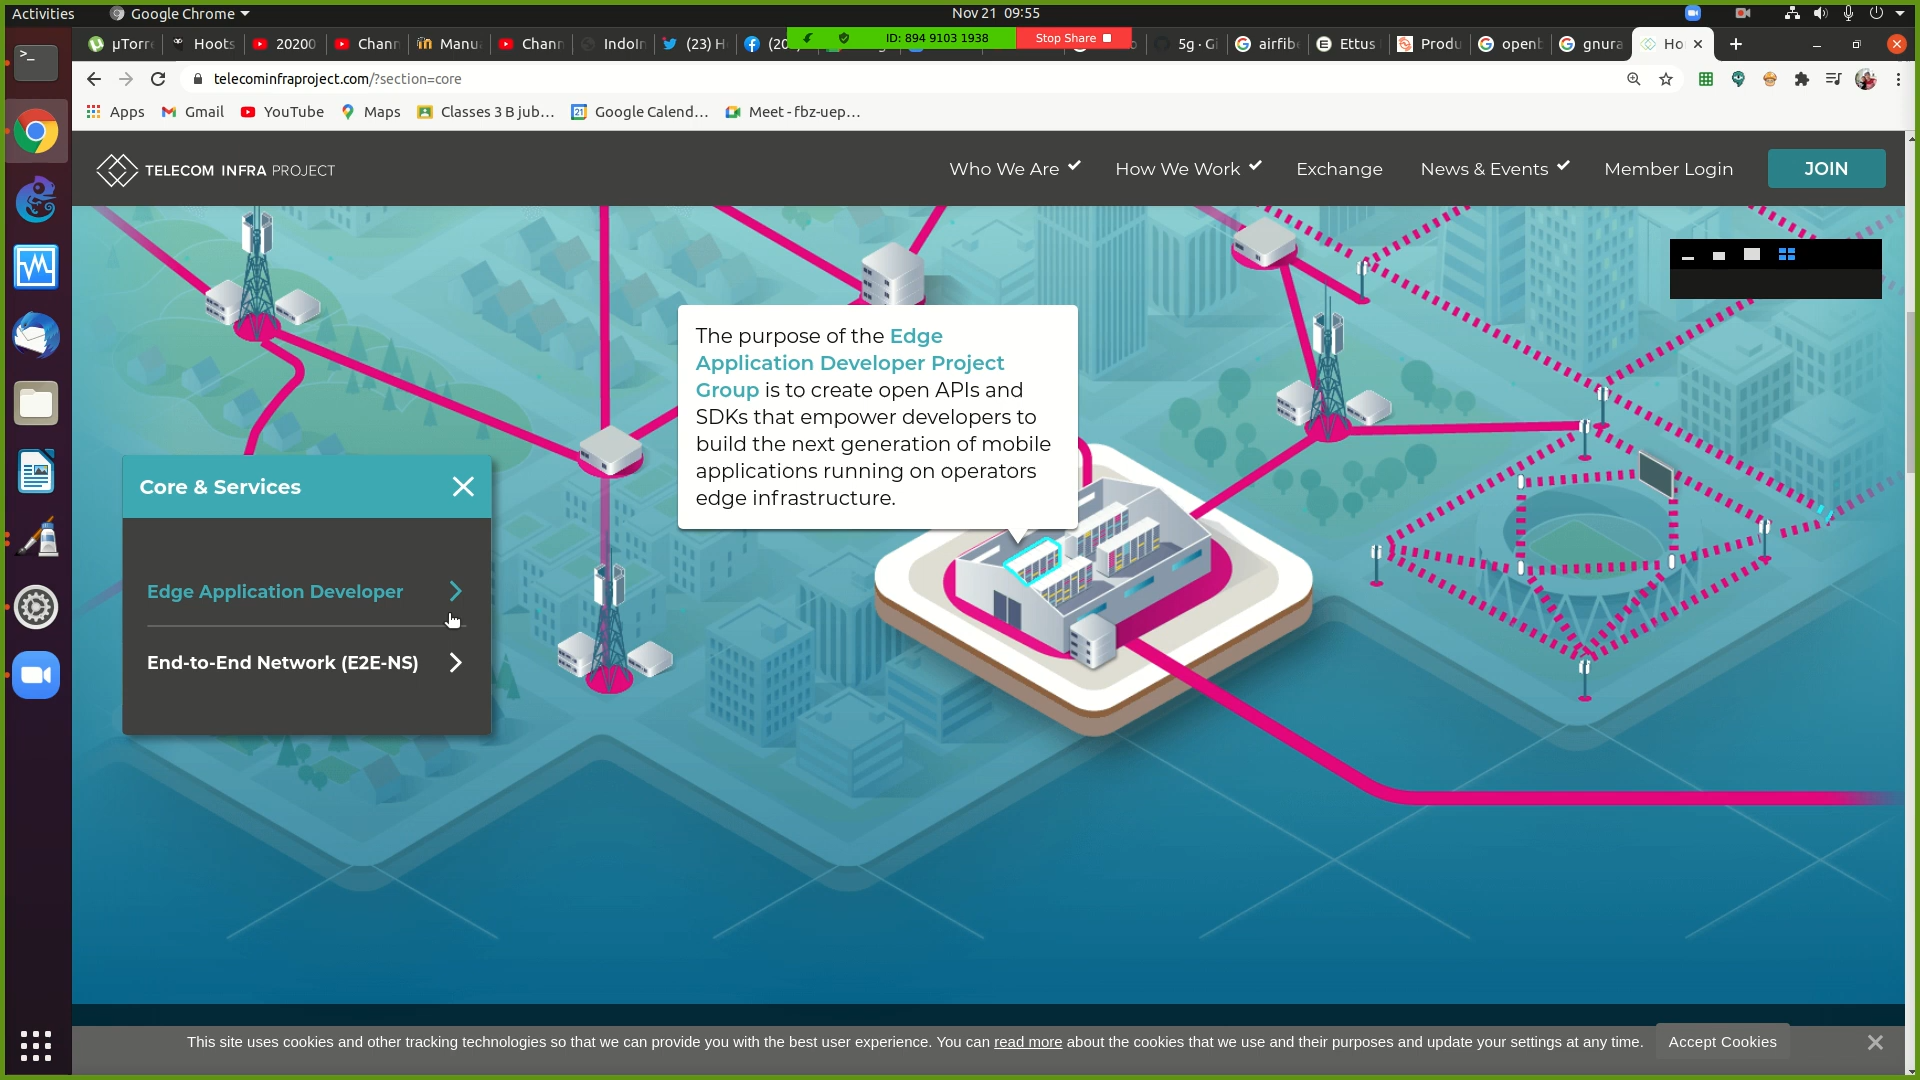 Activities
Google Chrome
Nov 21 09:55
µTorre
Hoots
20200
Chann
Manu
Chann
IndoIn
(23) H
(20
5g · Gi
airfibe
Ettus
Produ
opent
gnura
Ho
ID: 894 9103 1938
Stop Share
telecominfraproject.com/?section=core
Apps
Gmail
YouTube
Maps
Classes 3 B jub...
Google Calend...
Meet - fbz-uep...
TELECOM INFRA PROJECT
Who We Are
How We Work
Exchange
News & Events
Member Login
JOIN
The purpose of the Edge
Application Developer Project
Group is to create open APIs and
SDKs that empower developers to
build the next generation of mobile
applications running on operators
edge infrastructure.
Core & Services
Edge Application Developer
End-to-End Network (E2E-NS)
This site uses cookies and other tracking technologies so that we can provide you with the best user experience. You can read more about the cookies that we use and their purposes and update your settings at any time.
Accept Cookies